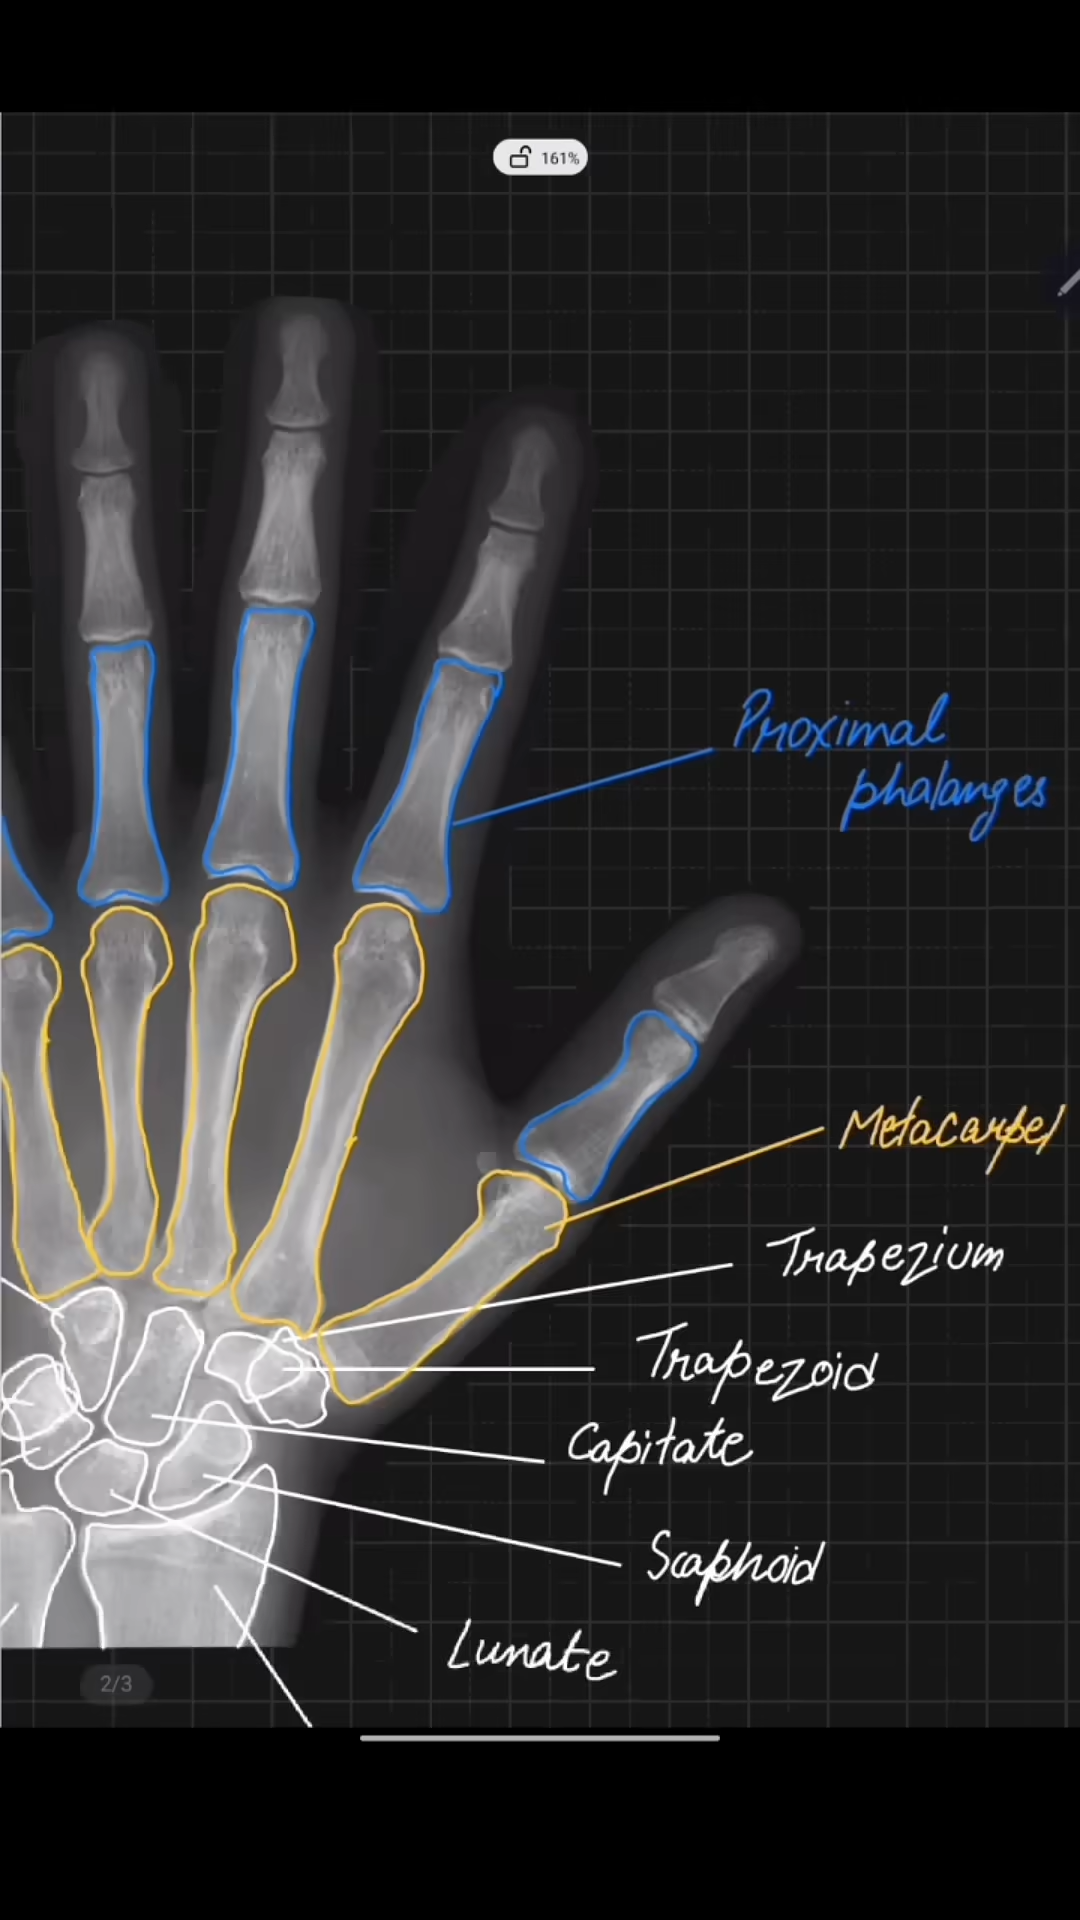 161%
Proximal
phalanges
Metacarpel
Trapezium
Trapezoid
Capitate
Scaphoid
Lunate
2/3